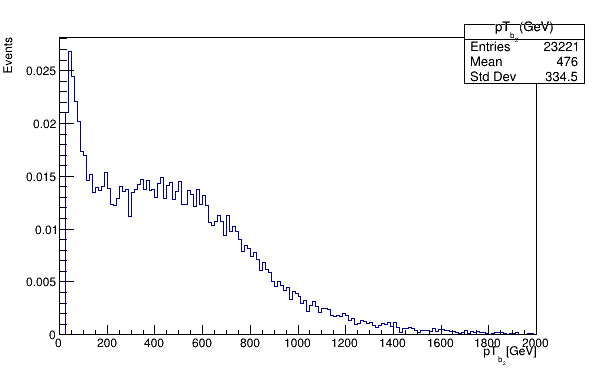 pT_b₂(GeV)
Entries 23221
Mean 476
Std Dev 334.5
Events
0.025
0.02
0.015
0.01
0.005
0
0 200 400 600 800 1000 1200 1400 1600 1800 2000
pT_b₂[GeV]